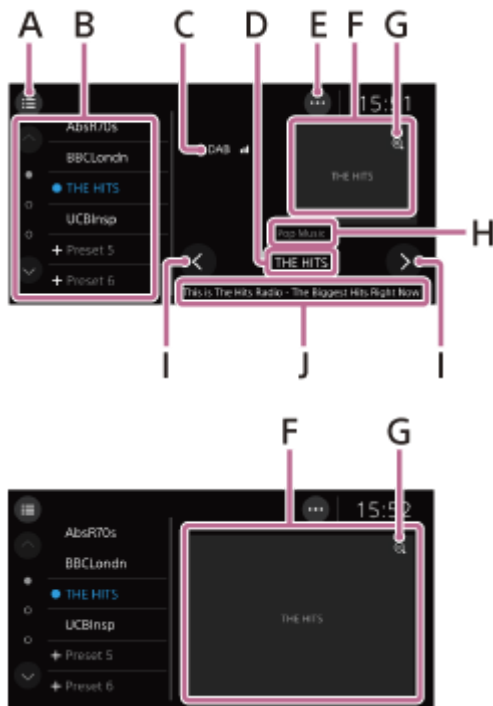 A B C D E F G
15:51
AbsR70s
BBCLondn
DAB
THE HITS
THE HITS
UCBInsp
Pop Music
H
+ Preset 5
THE HITS
+ Preset 6
This is The Hits Radio - The Biggest Hits Right Now
I J I
F G
15:52
AbsR70s
BBCLondn
THE HITS
THE HITS
UCBInsp
+ Preset 5
+ Preset 6